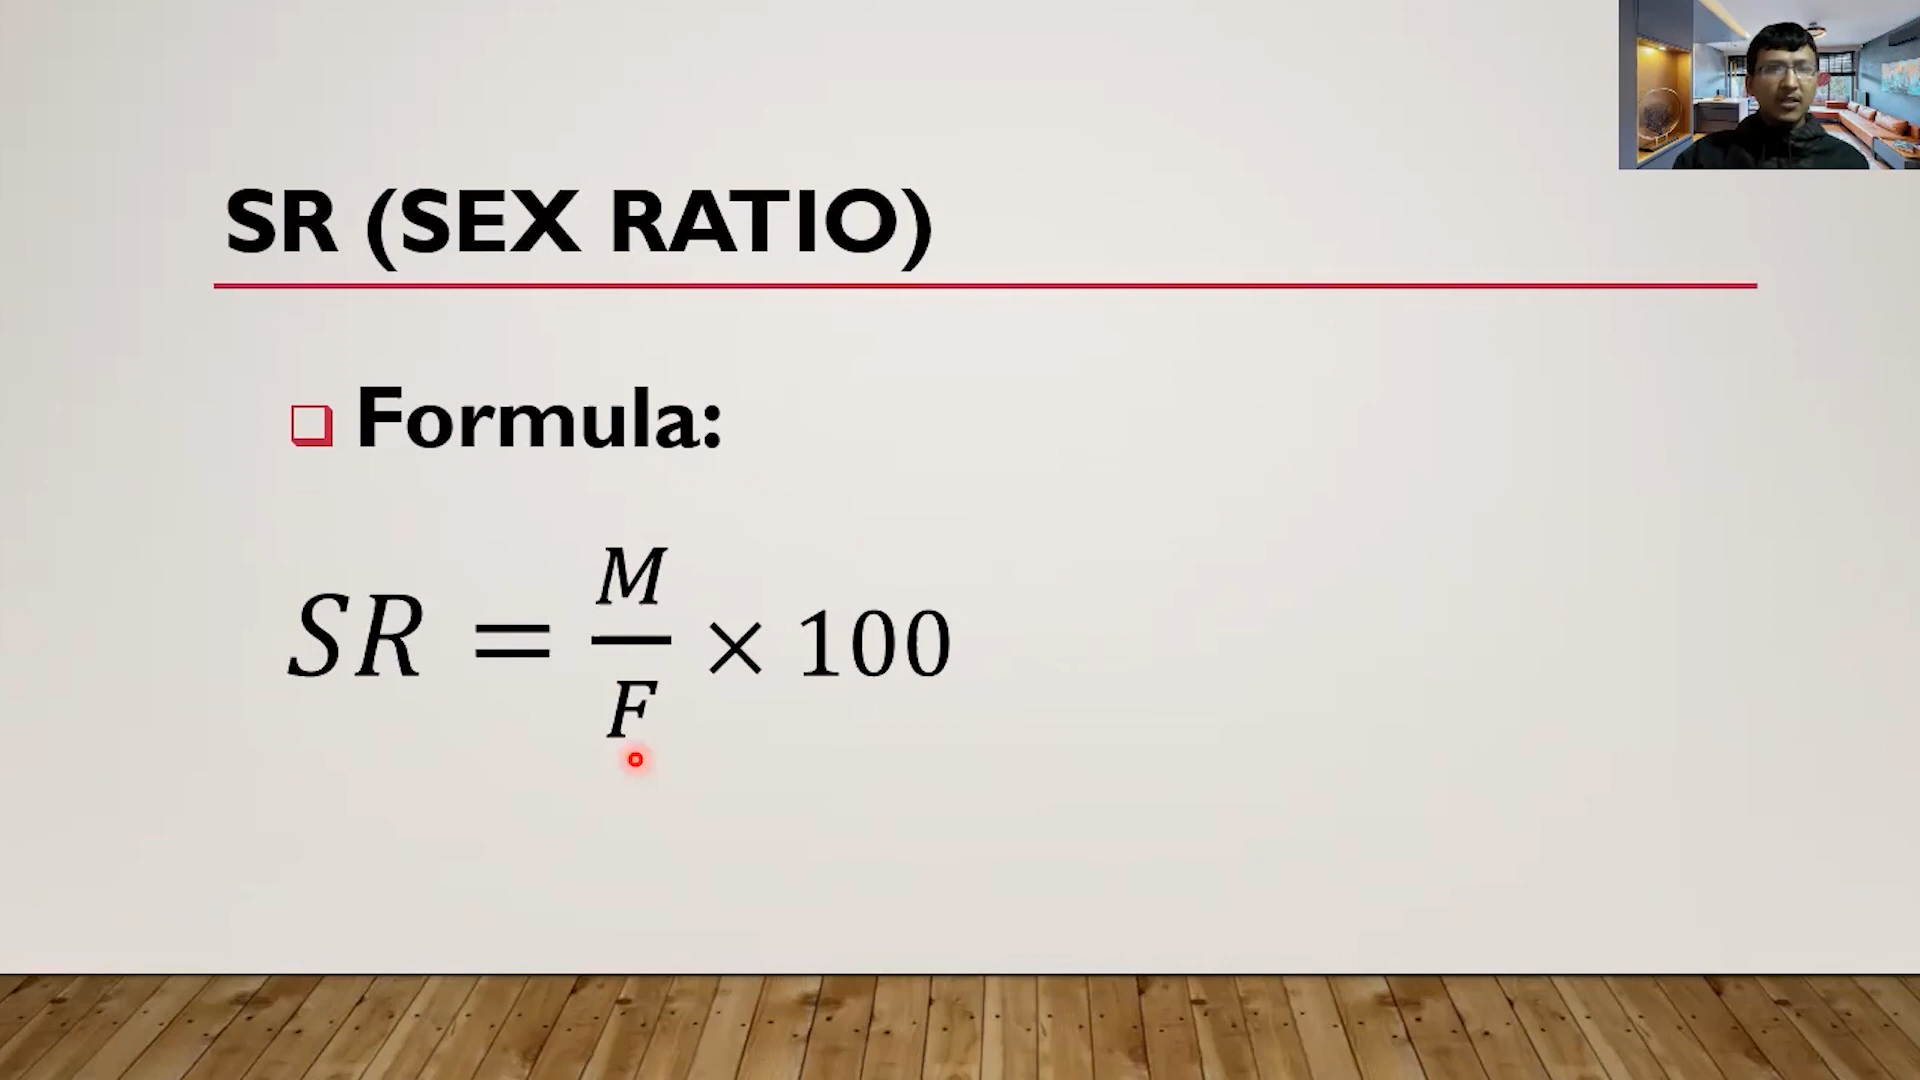 SR (SEX RATIO)
Formula:
SR = M/F × 100